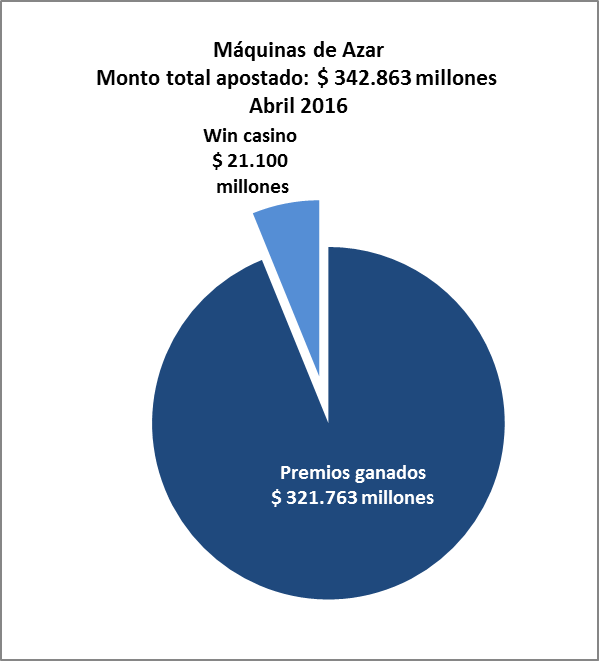 Máquinas de Azar
Monto total apostado: $ 342.863 millones
Abril 2016
Win casino
$ 21.100
millones
Premios ganados
$ 321.763 millones